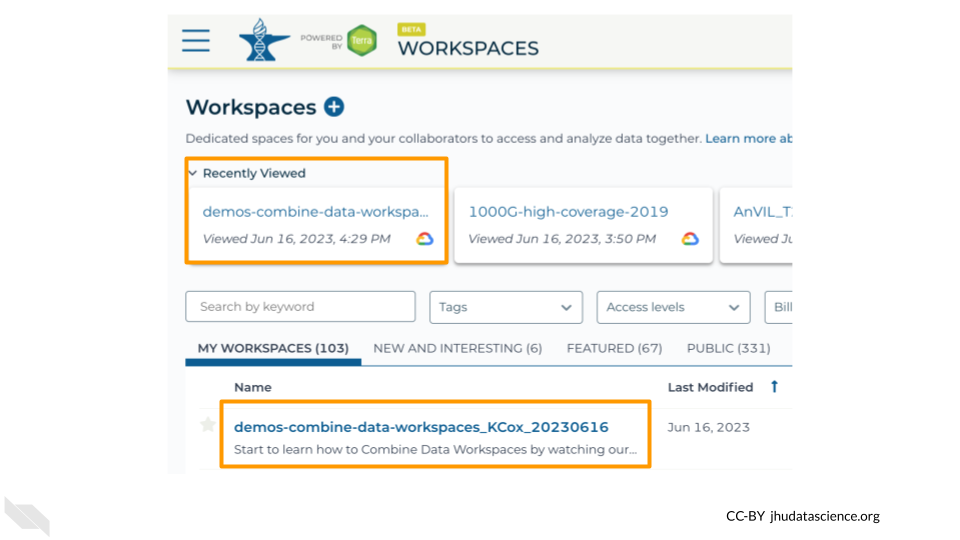 POWERED
BY
Terra
BETA
WORKSPACES
Workspaces
Dedicated spaces for you and your collaborators to access and analyze data together. Learn more ab
Recently Viewed
demos-combine-data-workspa...
Viewed Jun 16, 2023, 4:29 PM
1000G-high-coverage-2019
Viewed Jun 16, 2023, 3:50 PM
AnVIL_T
Viewed Ju
Search by keyword
Tags
Access levels
Bill
MY WORKSPACES (103) NEW AND INTERESTING (6) FEATURED (67) PUBLIC (331)
Name Last Modified
demos-combine-data-workspaces_KCox_20230616 Jun 16, 2023
Start to learn how to Combine Data Workspaces by watching our...
CC-BY jhudatascience.org